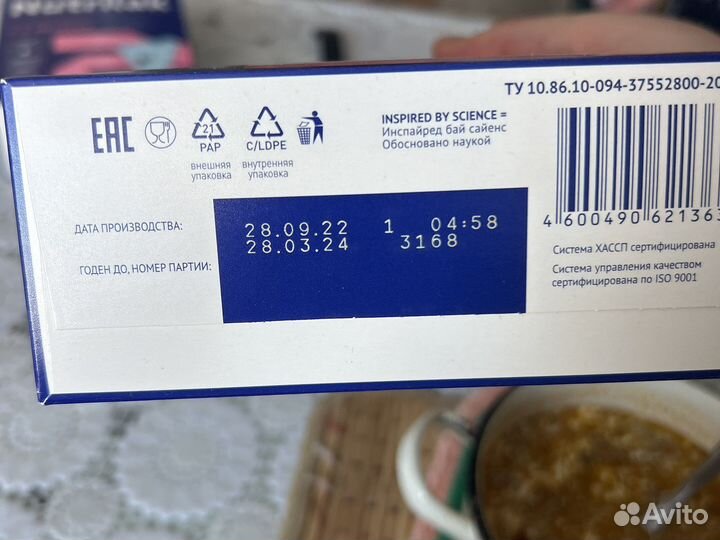 ТУ 10.86.10-094-37552800-20
ЕАС
21
PAP
внешняя
упаковка
C/LDPE
внутренняя
упаковка
INSPIRED BY SCIENCE =
Инспайред бай сайенс
Обосновано наукой
ДАТА ПРОИЗВОДСТВА:
28.09.22 1 04:58
ГОДЕН ДО, НОМЕР ПАРТИИ:
28.03.24 3168
4 600490 621363
Система ХАССП сертифицирована
Система управления качеством
сертифицирована по ISO 9001
Avito